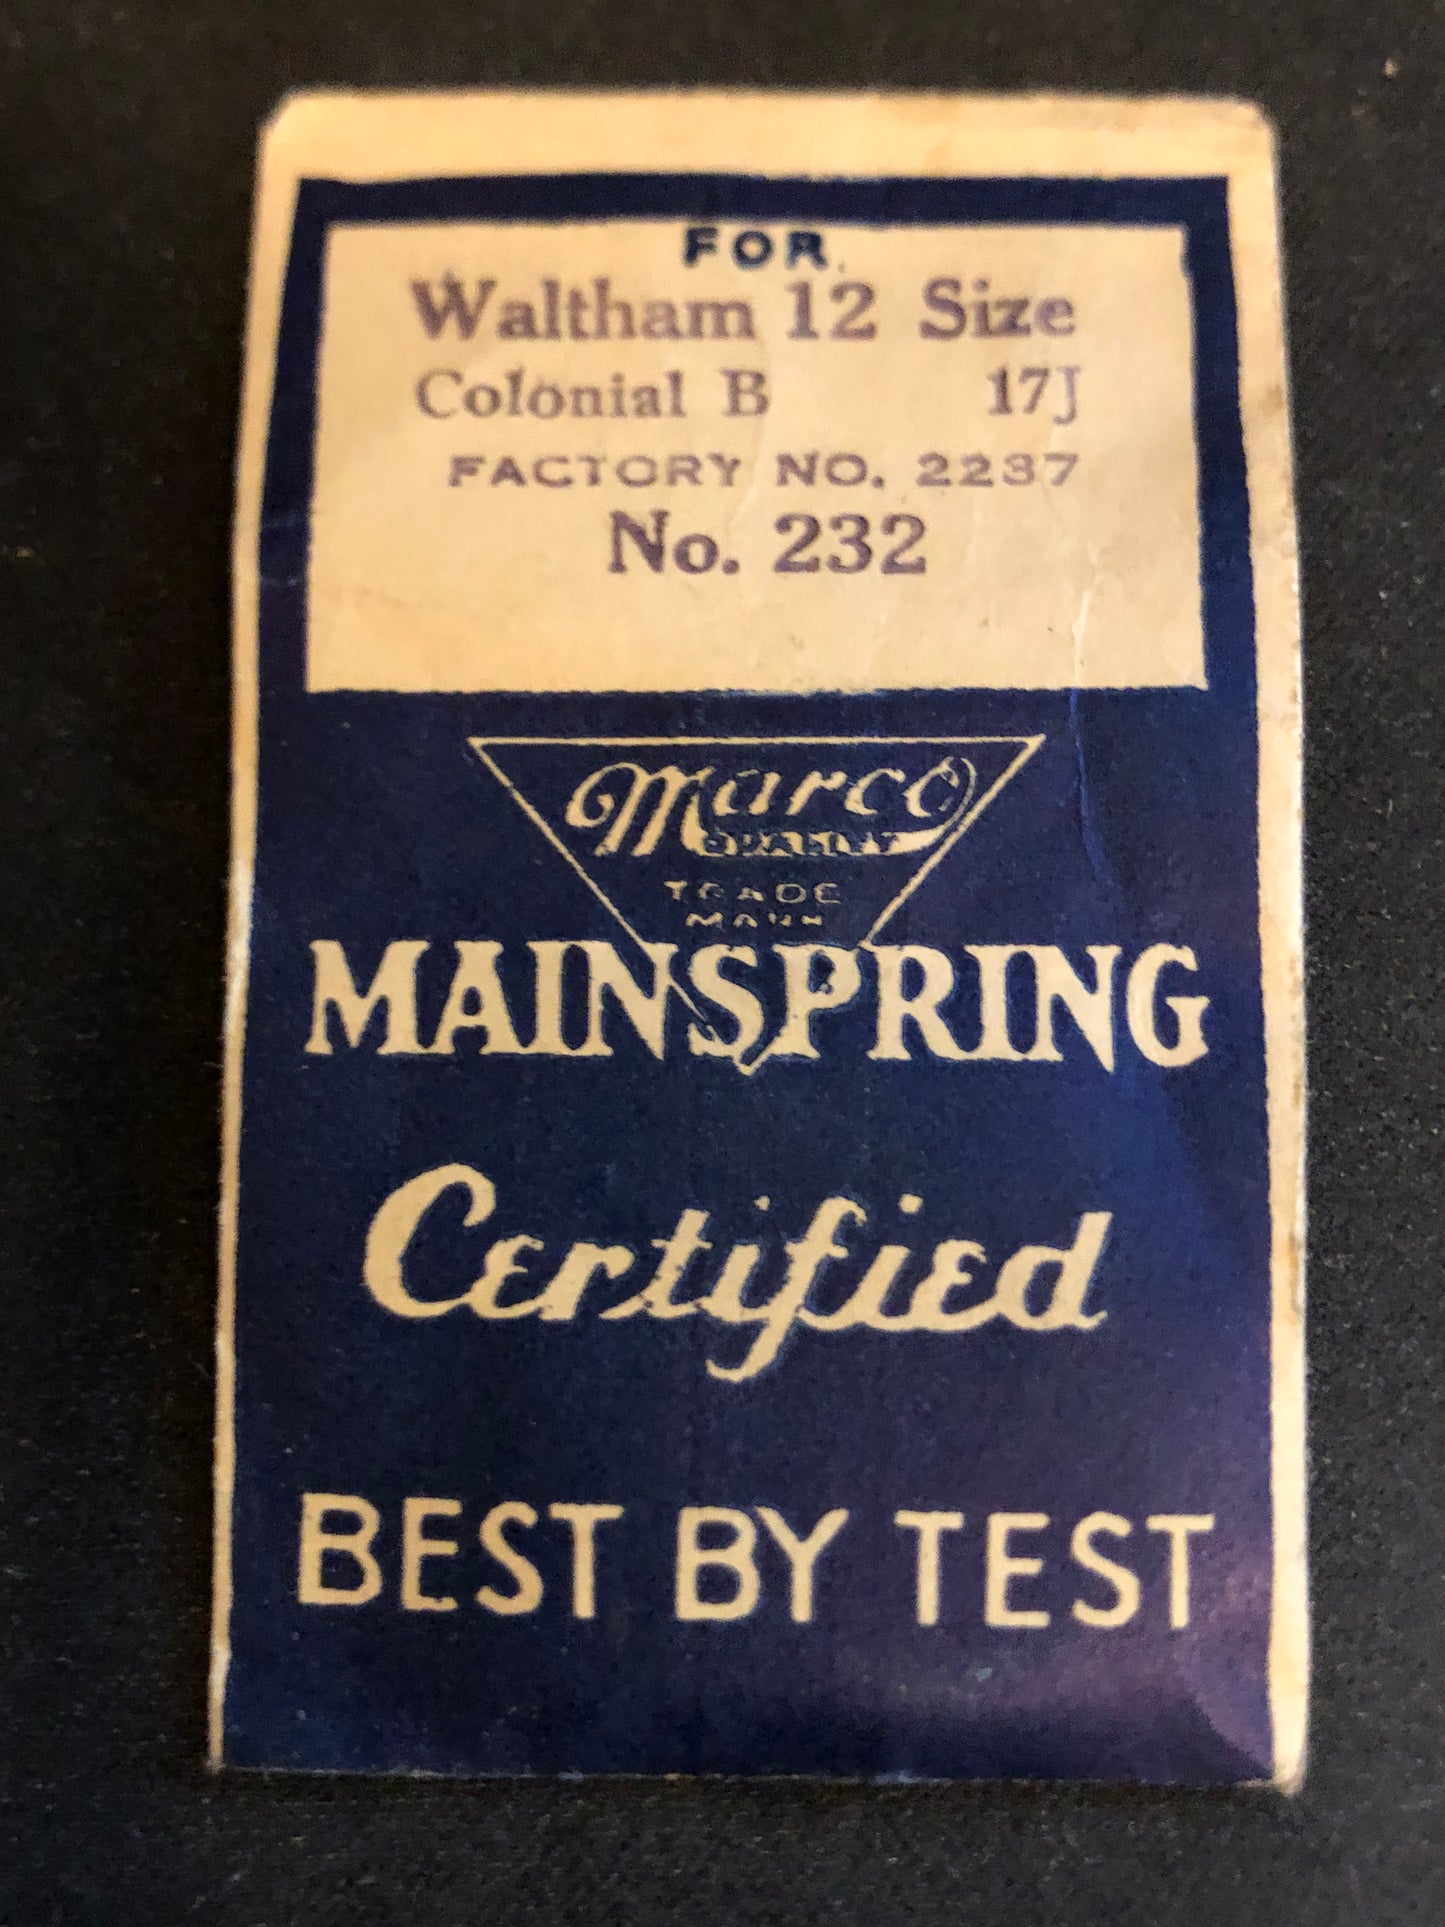 FOR
Waltham 12 Size
Colonial B 17J
FACTORY NO. 2237
No. 232
Marco
QUALITY
TRADE
MARK
MAINSPRING
Certified
BEST BY TEST